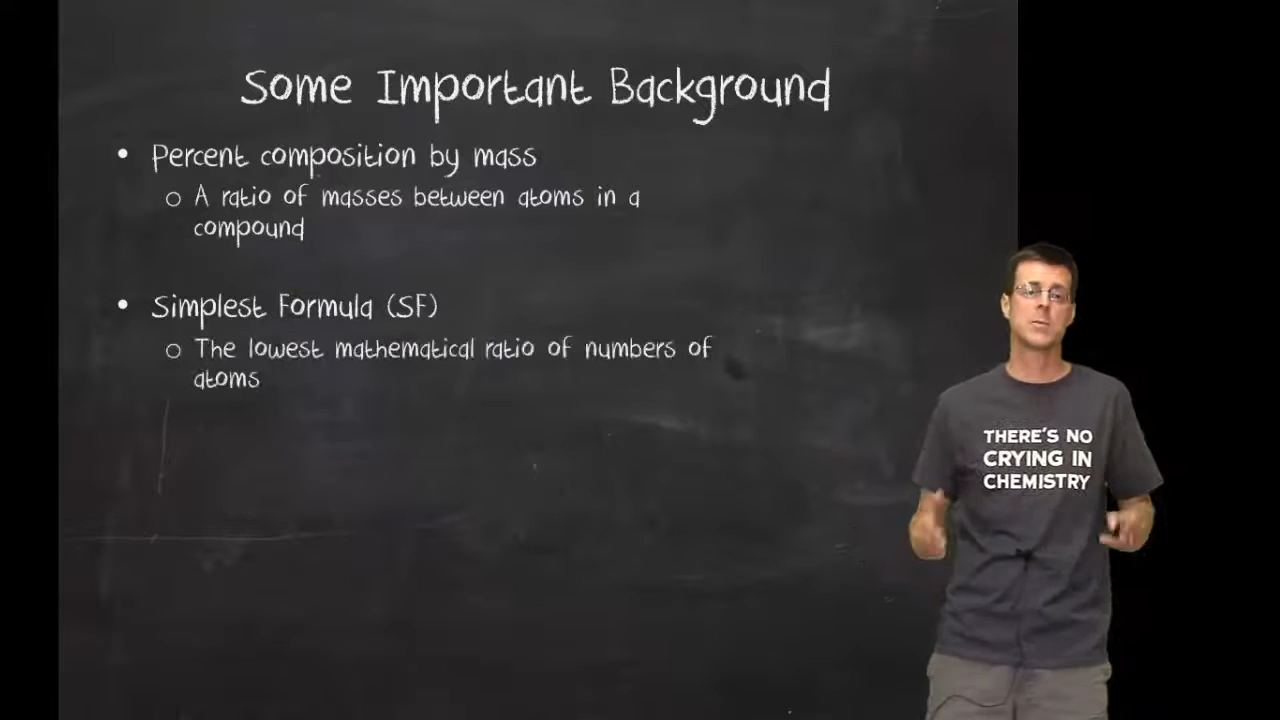 Some Important Background
• Percent composition by mass
○ A ratio of masses between atoms in a
compound
• Simplest Formula (SF)
○ The lowest mathematical ratio of numbers of
atoms
THERE'S NO
CRYING IN
CHEMISTRY